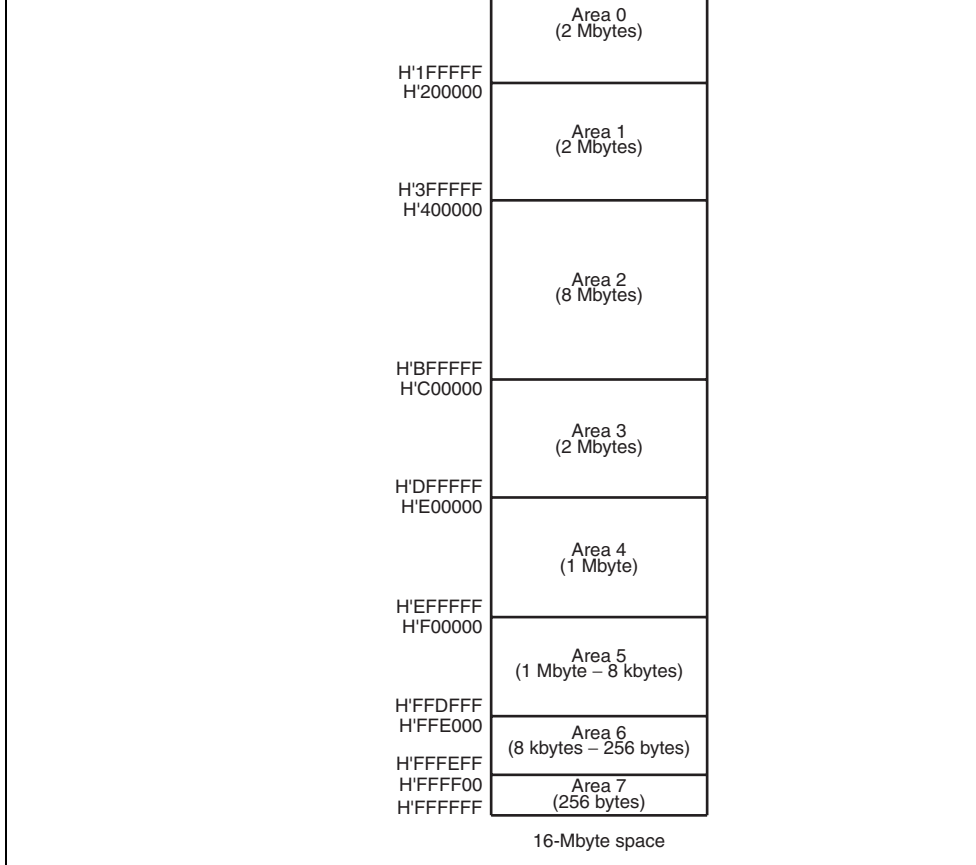 Area 0
(2 Mbytes)
H'1FFFFF
H'200000
Area 1
(2 Mbytes)
H'3FFFFF
H'400000
Area 2
(8 Mbytes)
H'BFFFFF
H'C00000
Area 3
(2 Mbytes)
H'DFFFFF
H'E00000
Area 4
(1 Mbyte)
H'EFFFFF
H'F00000
Area 5
(1 Mbyte – 8 kbytes)
H'FFDFFF
H'FFE000
Area 6
(8 kbytes – 256 bytes)
H'FFFEFF
H'FFFF00
Area 7
(256 bytes)
H'FFFFFF
16-Mbyte space